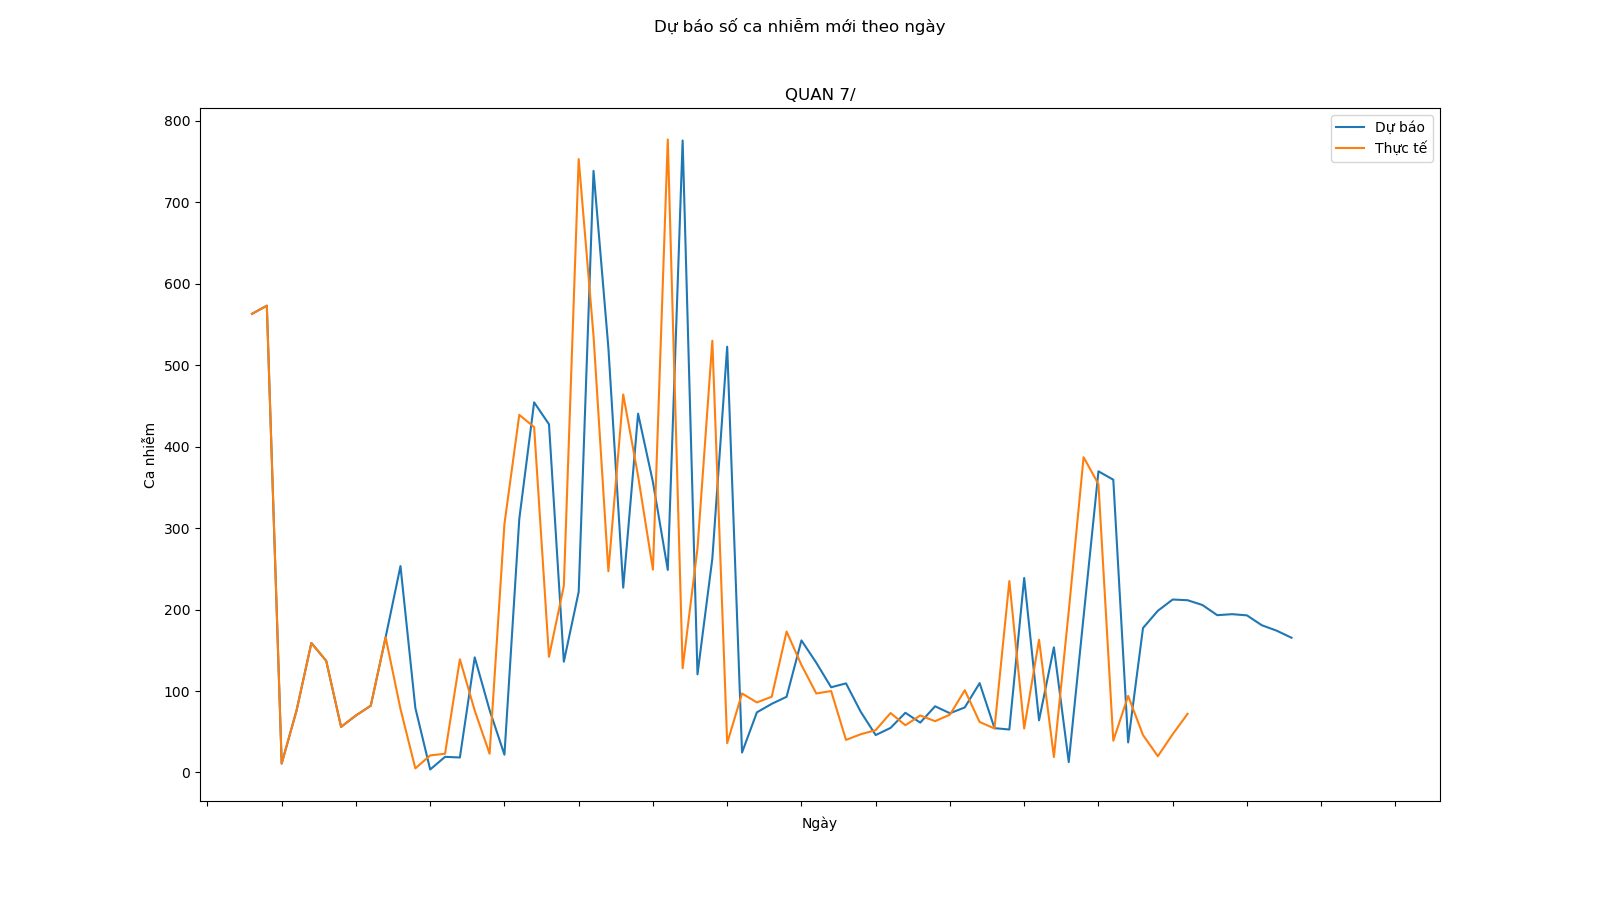 Dự báo số ca nhiễm mới theo ngày
QUAN 7/
800
700
600
500
400
300
200
100
0
Ca nhiễm
Ngày
Dự báo
Thực tế